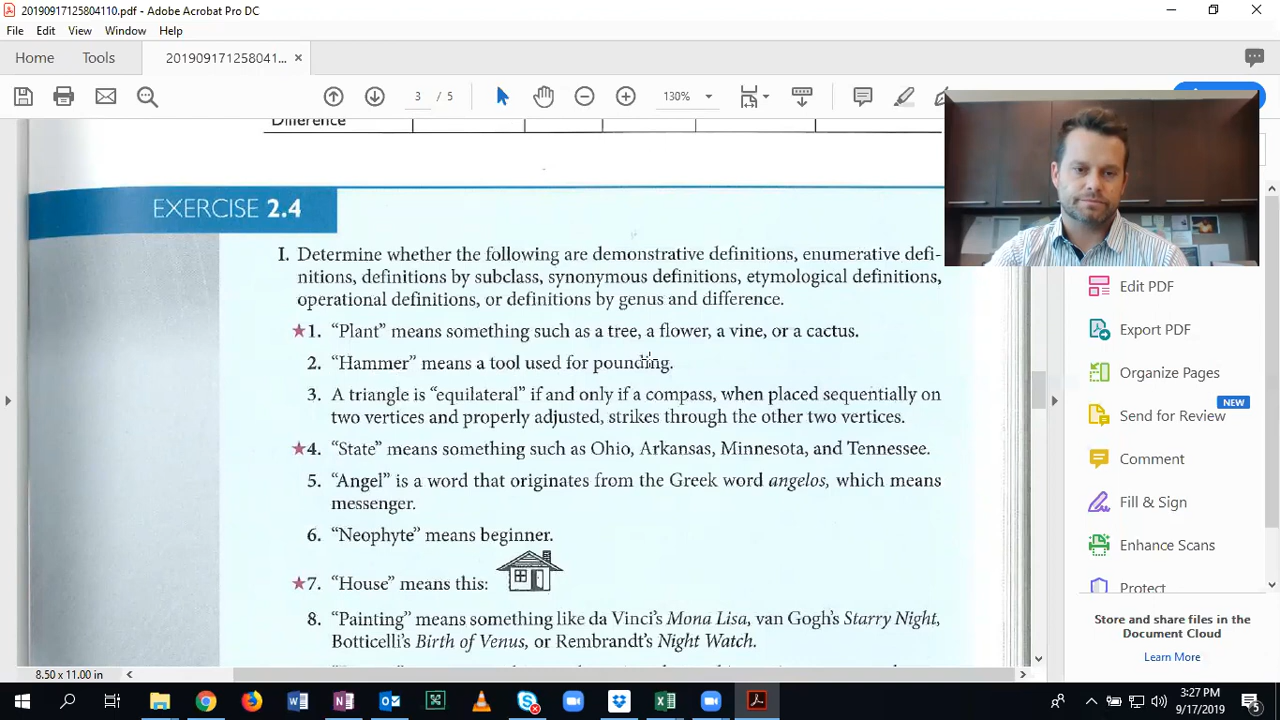 20190917125804110.pdf - Adobe Acrobat Pro DC
File Edit View Window Help
Home Tools 201909171258041... ×
3 / 5 130%
Difference
EXERCISE 2.4
I. Determine whether the following are demonstrative definitions, enumerative defi-
nitions, definitions by subclass, synonymous definitions, etymological definitions,
operational definitions, or definitions by genus and difference.
★1. “Plant” means something such as a tree, a flower, a vine, or a cactus.
2. “Hammer” means a tool used for pounding.
3. A triangle is “equilateral” if and only if a compass, when placed sequentially on
two vertices and properly adjusted, strikes through the other two vertices.
★4. “State” means something such as Ohio, Arkansas, Minnesota, and Tennessee.
5. “Angel” is a word that originates from the Greek word angelos, which means
messenger.
6. “Neophyte” means beginner.
★7. “House” means this:
8. “Painting” means something like da Vinci’s Mona Lisa, van Gogh’s Starry Night,
Botticelli’s Birth of Venus, or Rembrandt’s Night Watch.
Edit PDF
Export PDF
Organize Pages
NEW
Send for Review
Comment
Fill & Sign
Enhance Scans
Protect
Store and share files in the
Document Cloud
Learn More
8.50 x 11.00 in
3:27 PM
9/17/2019
5